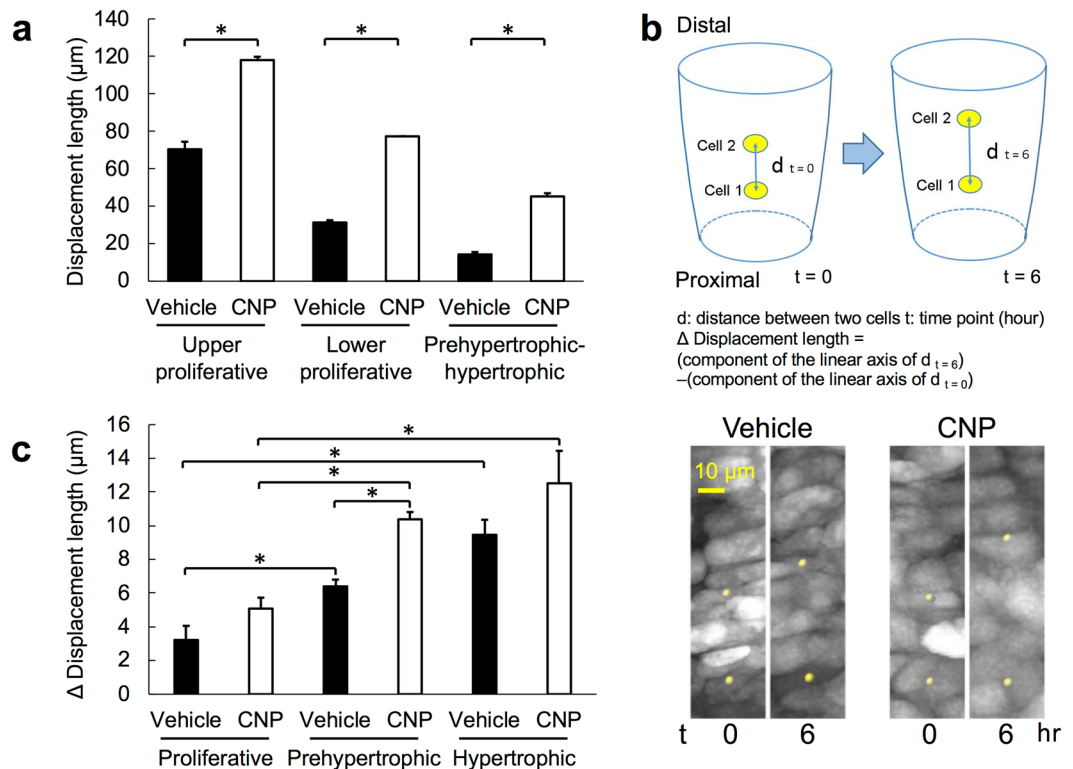 a
Displacement length (µm)
140
120
100
80
60
40
20
0
*
*
*
Vehicle CNP Vehicle CNP Vehicle CNP
Upper proliferative
Lower proliferative
Prehypertrophic-hypertrophic
b
Distal
Cell 2
Cell 1
d t=0
Cell 2
Cell 1
d t=6
Proximal
t = 0
t = 6
d: distance between two cells t: time point (hour)
Δ Displacement length =
(component of the linear axis of d t=6)
–(component of the linear axis of d t=0)
Vehicle
CNP
10 µm
t 0 6 0 6 hr
c
Δ Displacement length (µm)
16
14
12
10
8
6
4
2
0
*
*
*
*
*
Vehicle CNP Vehicle CNP Vehicle CNP
Proliferative Prehypertrophic Hypertrophic